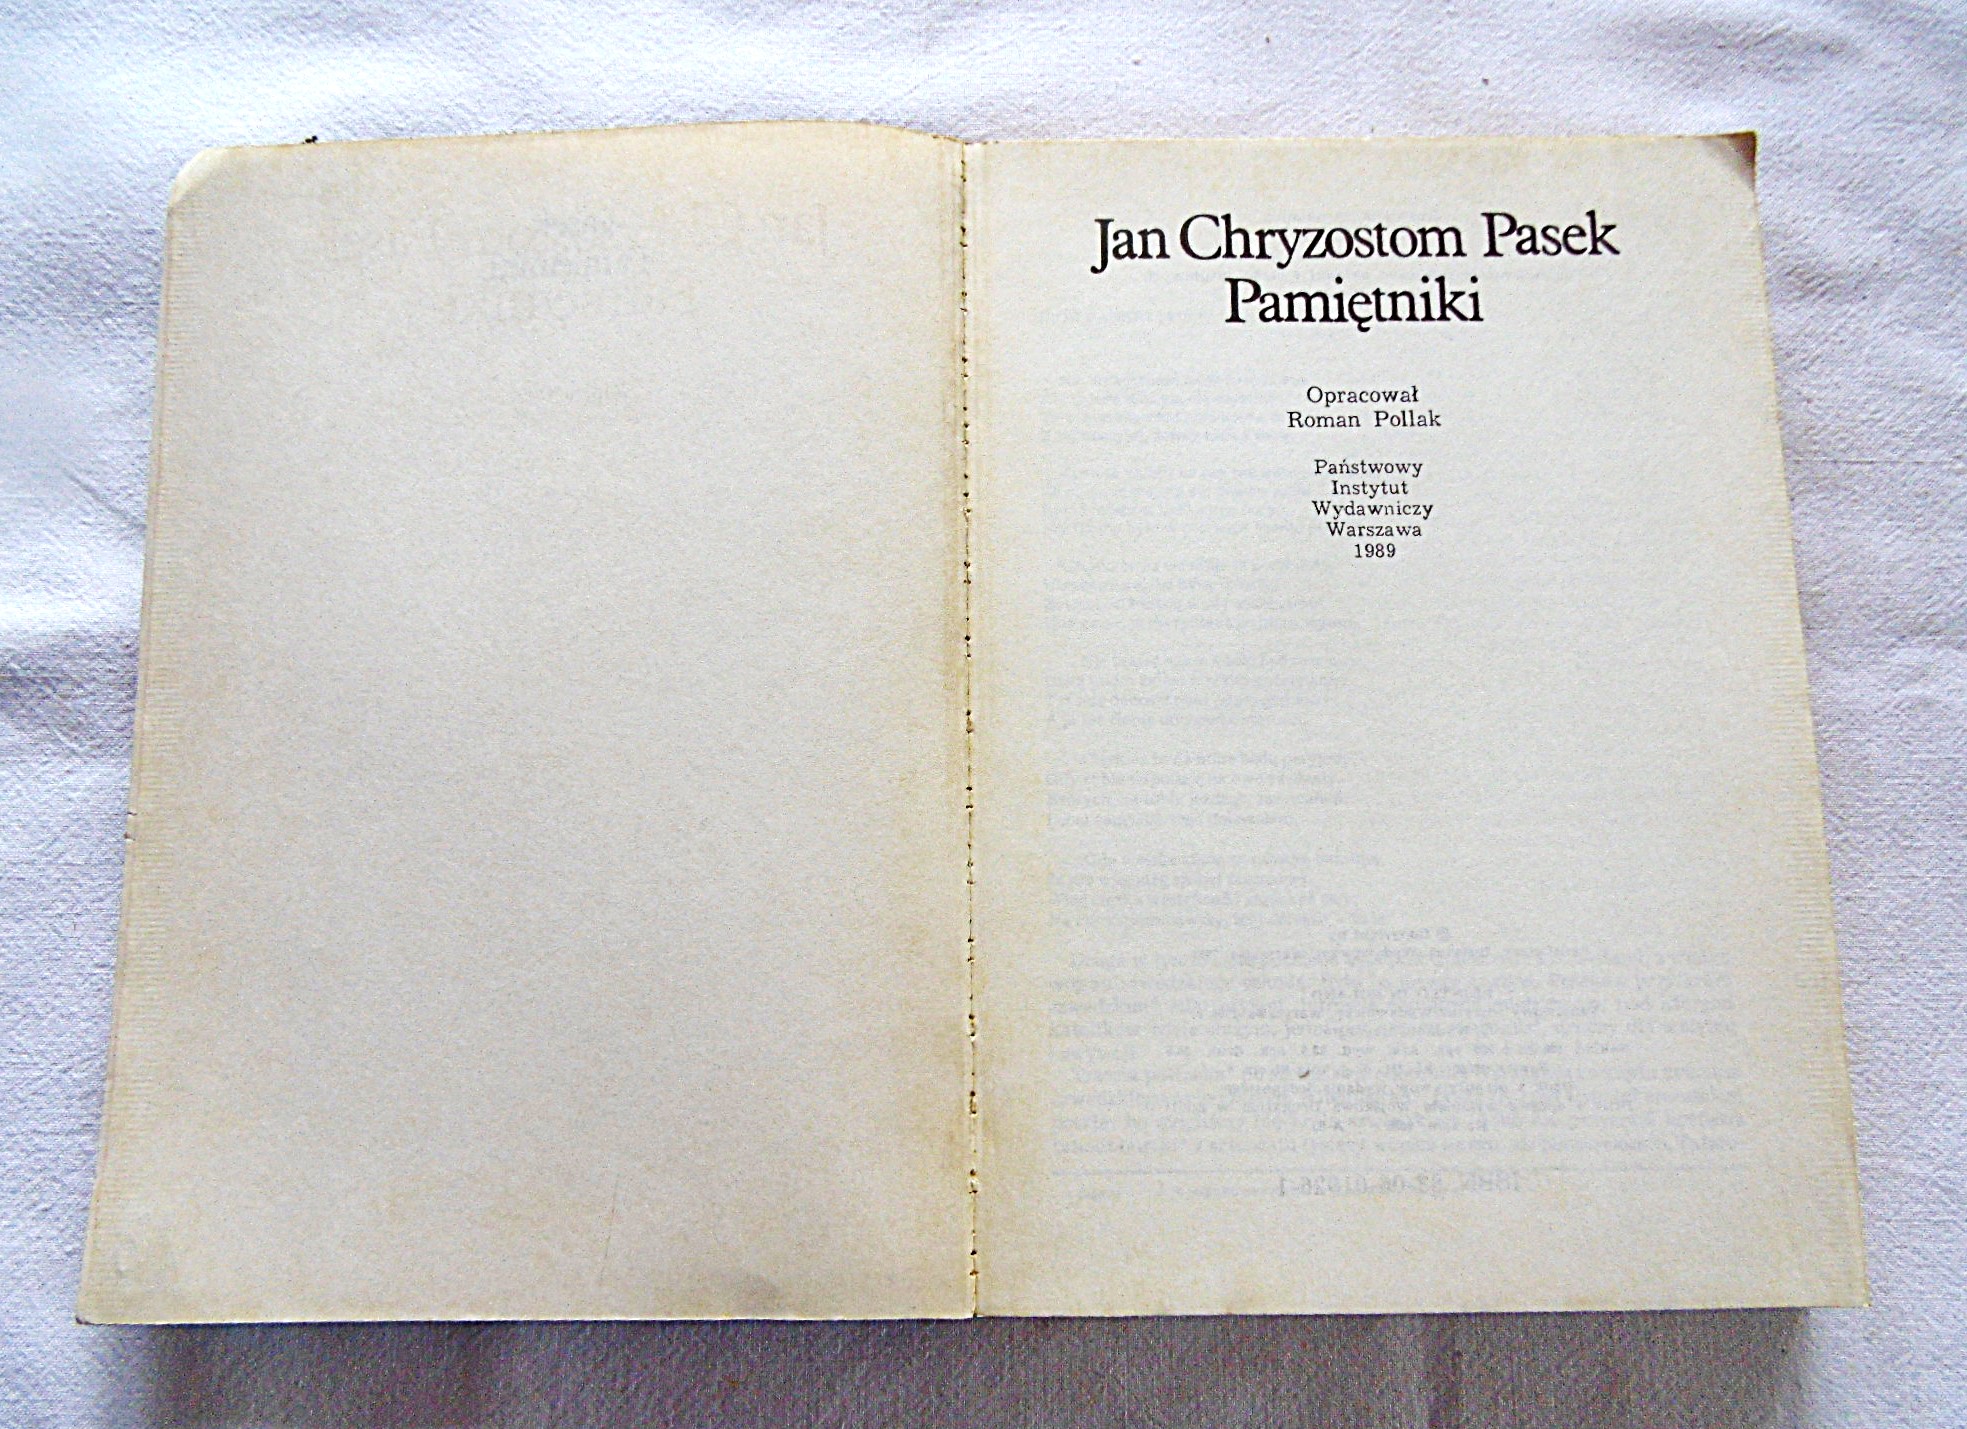 Jan Chryzostom Pasek
Pamiętniki
Opracował
Roman Pollak
Państwowy
Instytut
Wydawniczy
Warszawa
1989